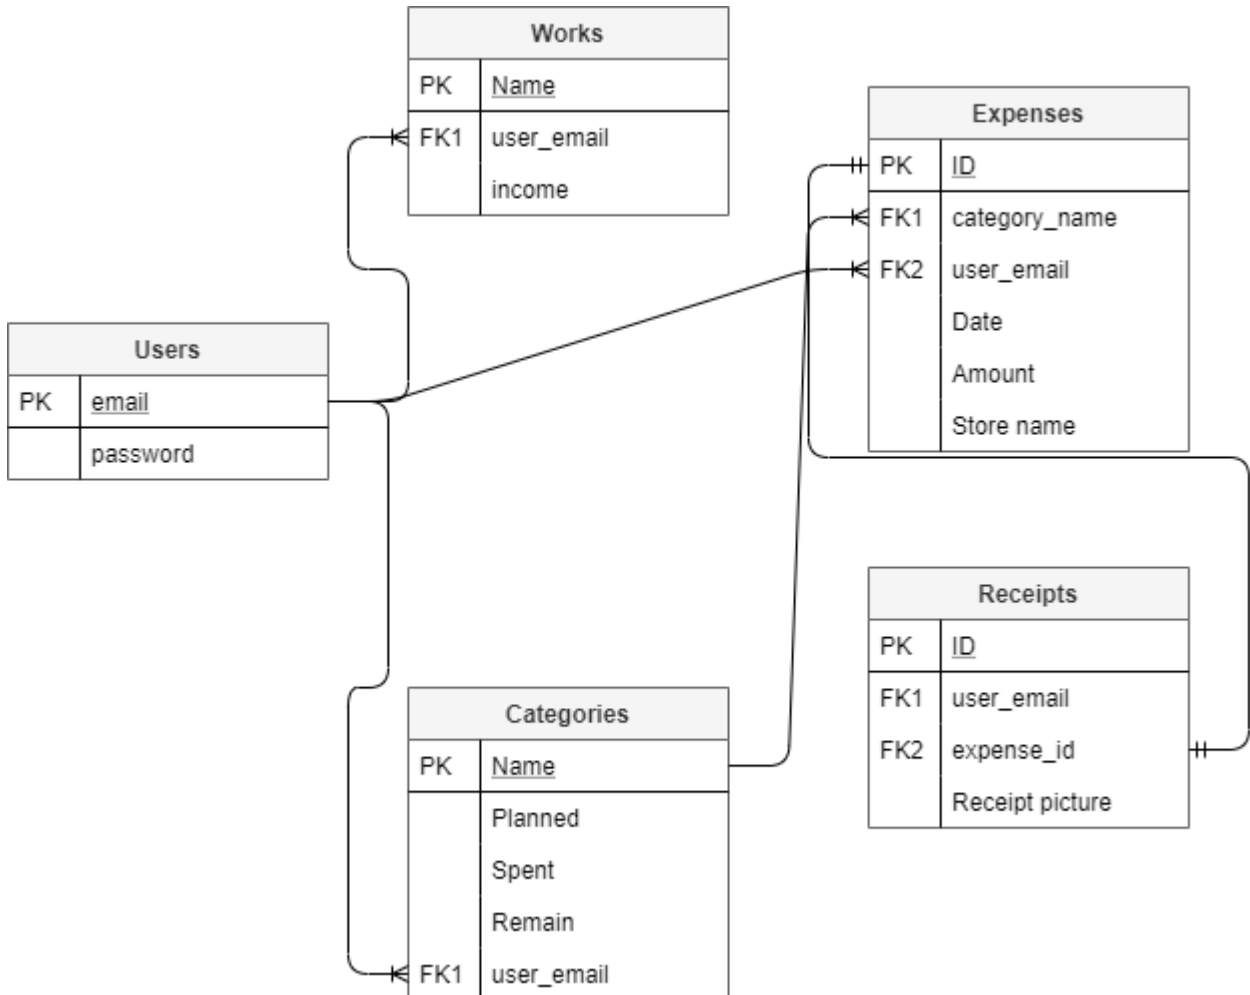 Works
PK Name
FK1 user_email
income
Expenses
PK ID
FK1 category_name
FK2 user_email
Date
Amount
Store name
Users
PK email
password
Receipts
PK ID
FK1 user_email
FK2 expense_id
Receipt picture
Categories
PK Name
Planned
Spent
Remain
FK1 user_email